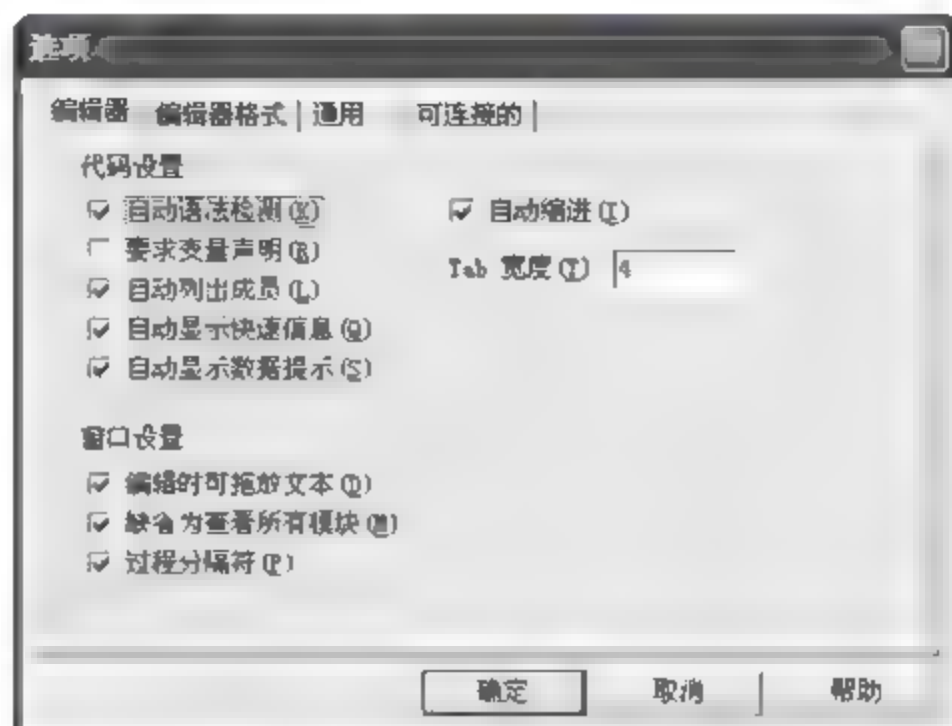 选项
编辑器 编辑器格式 通用 可连接的
代码设置
自动语法检测(K)
要求变量声明(R)
自动列出成员(L)
自动显示快速信息(Q)
自动显示数据提示(S)
自动缩进(I)
Tab 宽度(T) 4
窗口设置
编辑时可拖放文本(D)
缺省为查看所有模块(M)
过程分隔符(P)
确定 取消 帮助